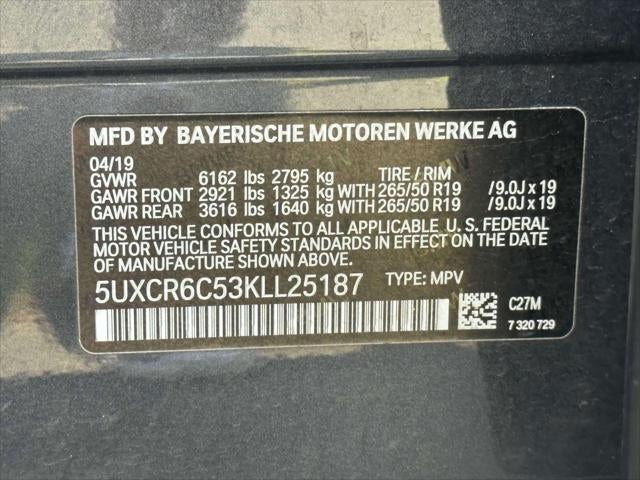 MFD BY BAYERISCHE MOTOREN WERKE AG
04/19
GVWR 6162 lbs 2795 kg TIRE / RIM
GAWR FRONT 2921 lbs 1325 kg WITH 265/50 R19 /9.0J x 19
GAWR REAR 3616 lbs 1640 kg WITH 265/50 R19 /9.0J x 19
THIS VEHICLE CONFORMS TO ALL APPLICABLE U. S. FEDERAL
MOTOR VEHICLE SAFETY STANDARDS IN EFFECT ON THE DATE
OF MANUFACTURE SHOWN ABOVE.
5UXCR6C53KLL25187 TYPE: MPV
C27M
7 320 729